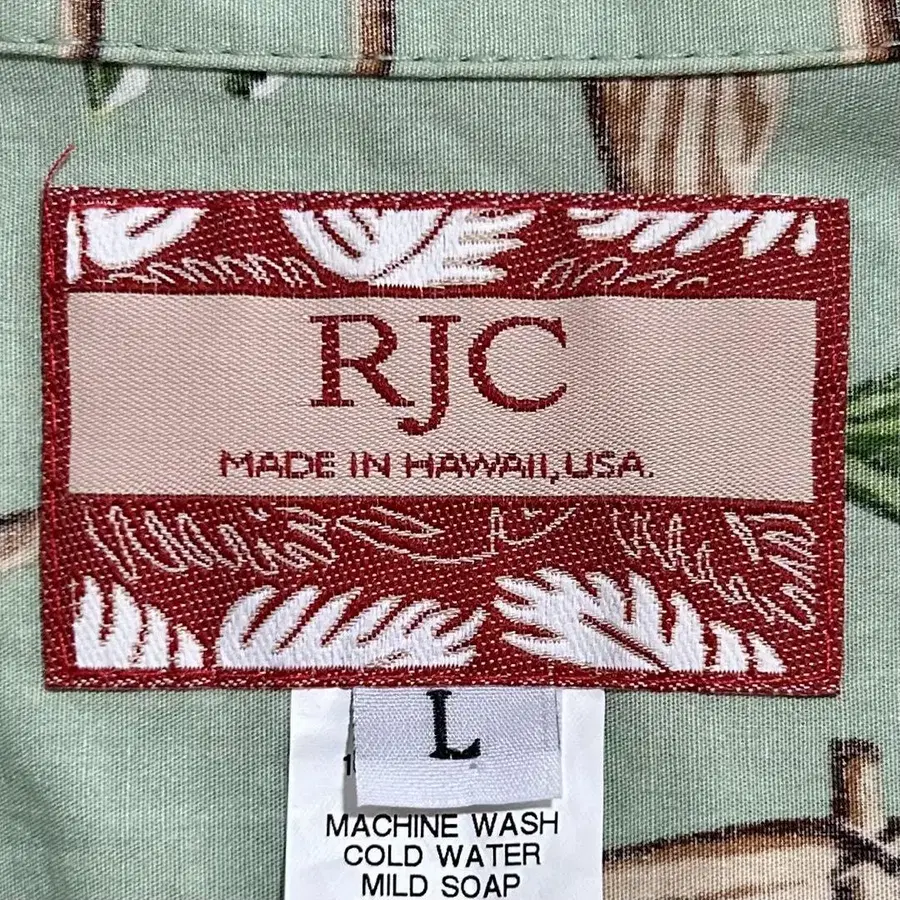 RJC
MADE IN HAWAII, USA.
L
MACHINE WASH
COLD WATER
MILD SOAP